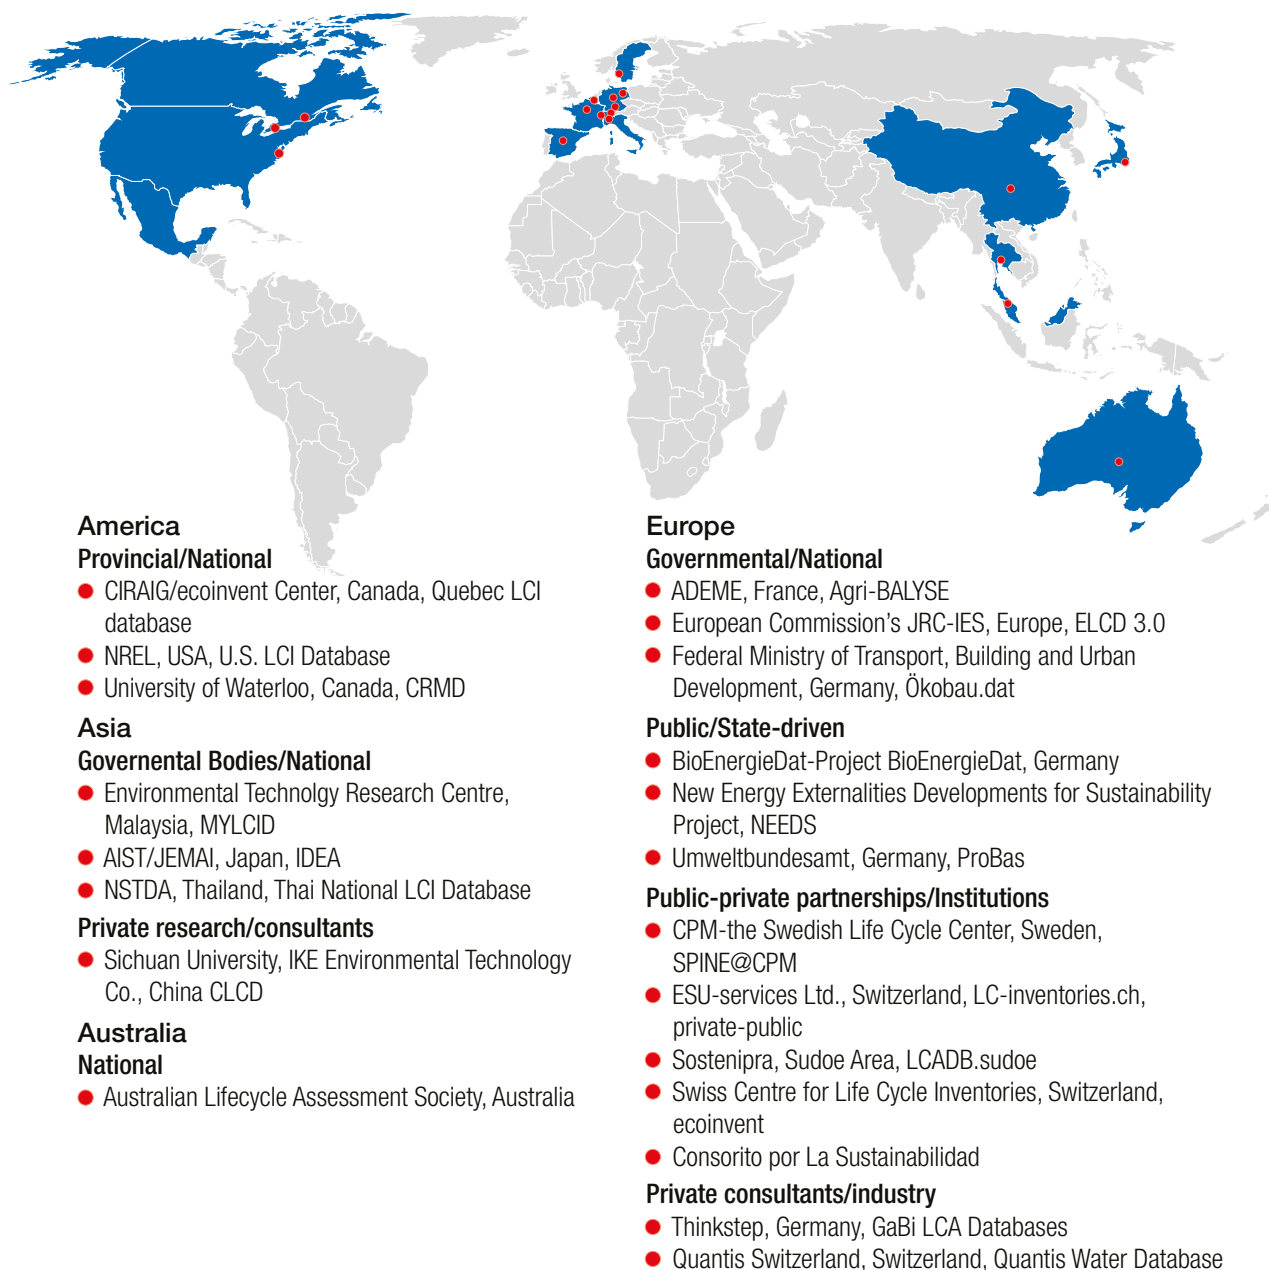 America
Provincial/National
CIRAIG/ecoinvent Center, Canada, Quebec LCI
database
NREL, USA, U.S. LCI Database
University of Waterloo, Canada, CRMD
Asia
Governental Bodies/National
Environmental Technolgy Research Centre,
Malaysia, MYLCID
AIST/JEMAI, Japan, IDEA
NSTDA, Thailand, Thai National LCI Database
Private research/consultants
Sichuan University, IKE Environmental Technology
Co., China CLCD
Australia
National
Australian Lifecycle Assessment Society, Australia
Europe
Governmental/National
ADEME, France, Agri-BALYSE
European Commission's JRC-IES, Europe, ELCD 3.0
Federal Ministry of Transport, Building and Urban
Development, Germany, Ökobau.dat
Public/State-driven
BioEnergieDat-Project BioEnergieDat, Germany
New Energy Externalities Developments for Sustainability
Project, NEEDS
Umweltbundesamt, Germany, ProBas
Public-private partnerships/Institutions
CPM-the Swedish Life Cycle Center, Sweden,
SPINE@CPM
ESU-services Ltd., Switzerland, LC-inventories.ch,
private-public
Sostenipra, Sudoe Area, LCADB.sudoe
Swiss Centre for Life Cycle Inventories, Switzerland,
ecoinvent
Consorito por La Sustainabilidad
Private consultants/industry
Thinkstep, Germany, GaBi LCA Databases
Quantis Switzerland, Switzerland, Quantis Water Database